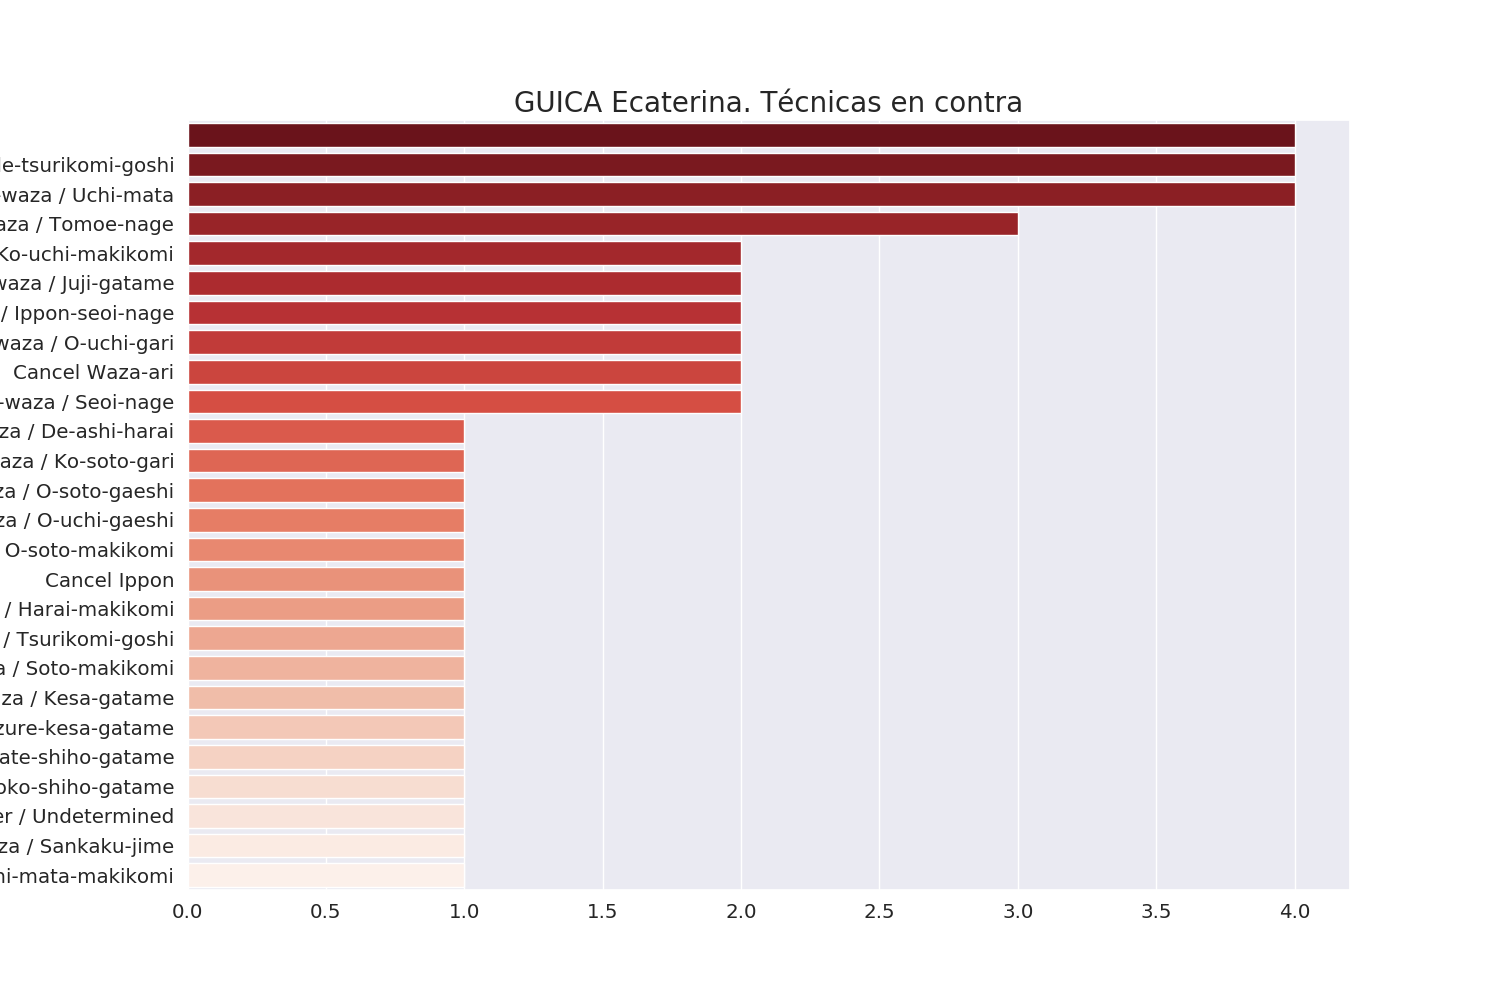 GUICA Ecaterina. Técnicas en contra
de-tsurikomi-goshi
waza / Uchi-mata
aza / Tomoe-nage
Ko-uchi-makikomi
waza / Juji-gatame
/ Ippon-seoi-nage
waza / O-uchi-gari
Cancel Waza-ari
-waza / Seoi-nage
za / De-ashi-harai
aza / Ko-soto-gari
za / O-soto-gaeshi
za / O-uchi-gaeshi
O-soto-makikomi
Cancel Ippon
/ Harai-makikomi
/ Tsurikomi-goshi
a / Soto-makikomi
za / Kesa-gatame
zure-kesa-gatame
ate-shiho-gatame
oko-shiho-gatame
er / Undetermined
za / Sankaku-jime
hi-mata-makikomi
0.0 0.5 1.0 1.5 2.0 2.5 3.0 3.5 4.0